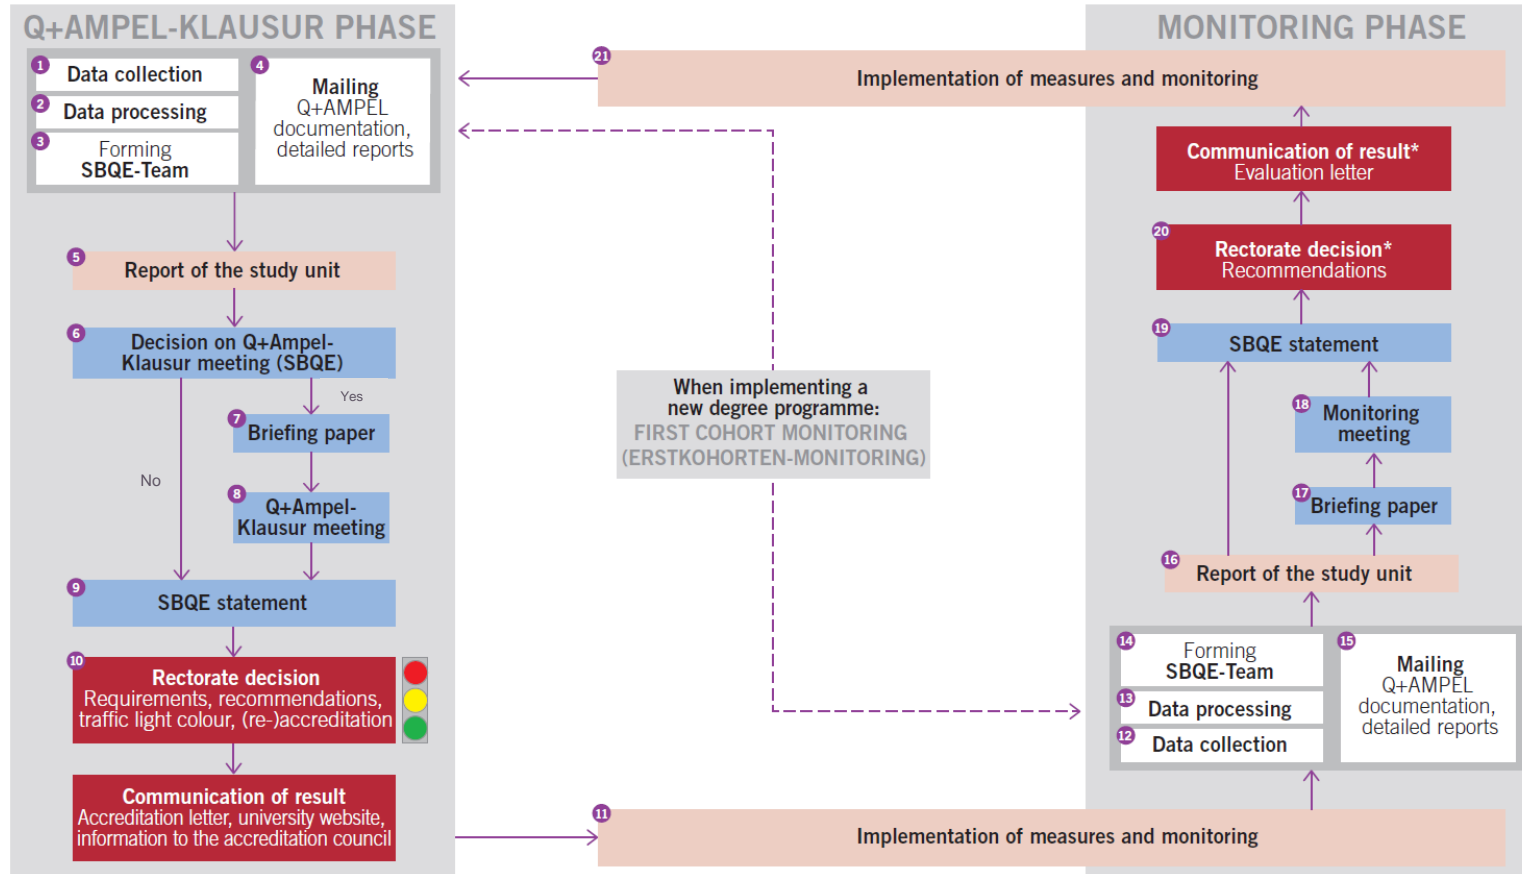 Q+AMPEL-KLAUSUR PHASE
1
Data collection
2
Data processing
3
Forming
SBQE-Team
4
Mailing
Q+AMPEL
documentation,
detailed reports
5
Report of the study unit
6
Decision on Q+Ampel-
Klausur meeting (SBQE)
Yes
No
7
Briefing paper
8
Q+Ampel-
Klausur meeting
9
SBQE statement
10
Rectorate decision
Requirements, recommendations,
traffic light colour, (re-)accreditation
Communication of result
Accreditation letter, university website,
information to the accreditation council
When implementing a
new degree programme:
FIRST COHORT MONITORING
(ERSTKOHORTEN-MONITORING)
11
Implementation of measures and monitoring
MONITORING PHASE
21
Implementation of measures and monitoring
Communication of result*
Evaluation letter
20
Rectorate decision*
Recommendations
19
SBQE statement
18
Monitoring
meeting
17
Briefing paper
16
Report of the study unit
14
Forming
SBQE-Team
13
Data processing
12
Data collection
15
Mailing
Q+AMPEL
documentation,
detailed reports